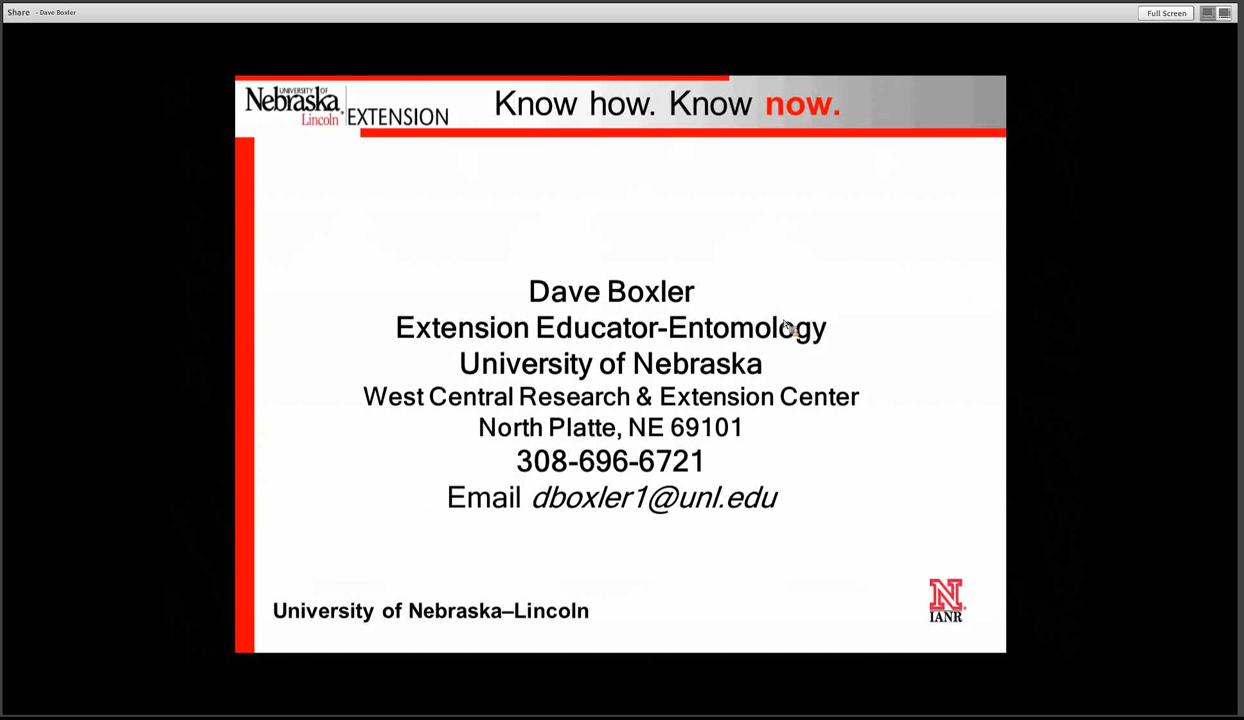 Share - Dave Boxler
Full Screen
UNIVERSITY OF
Nebraska
Lincoln
EXTENSION
Know how. Know now.
Dave Boxler
Extension Educator-Entomology
University of Nebraska
West Central Research & Extension Center
North Platte, NE 69101
308-696-6721
Email dboxler1@unl.edu
University of Nebraska–Lincoln
N
IANR